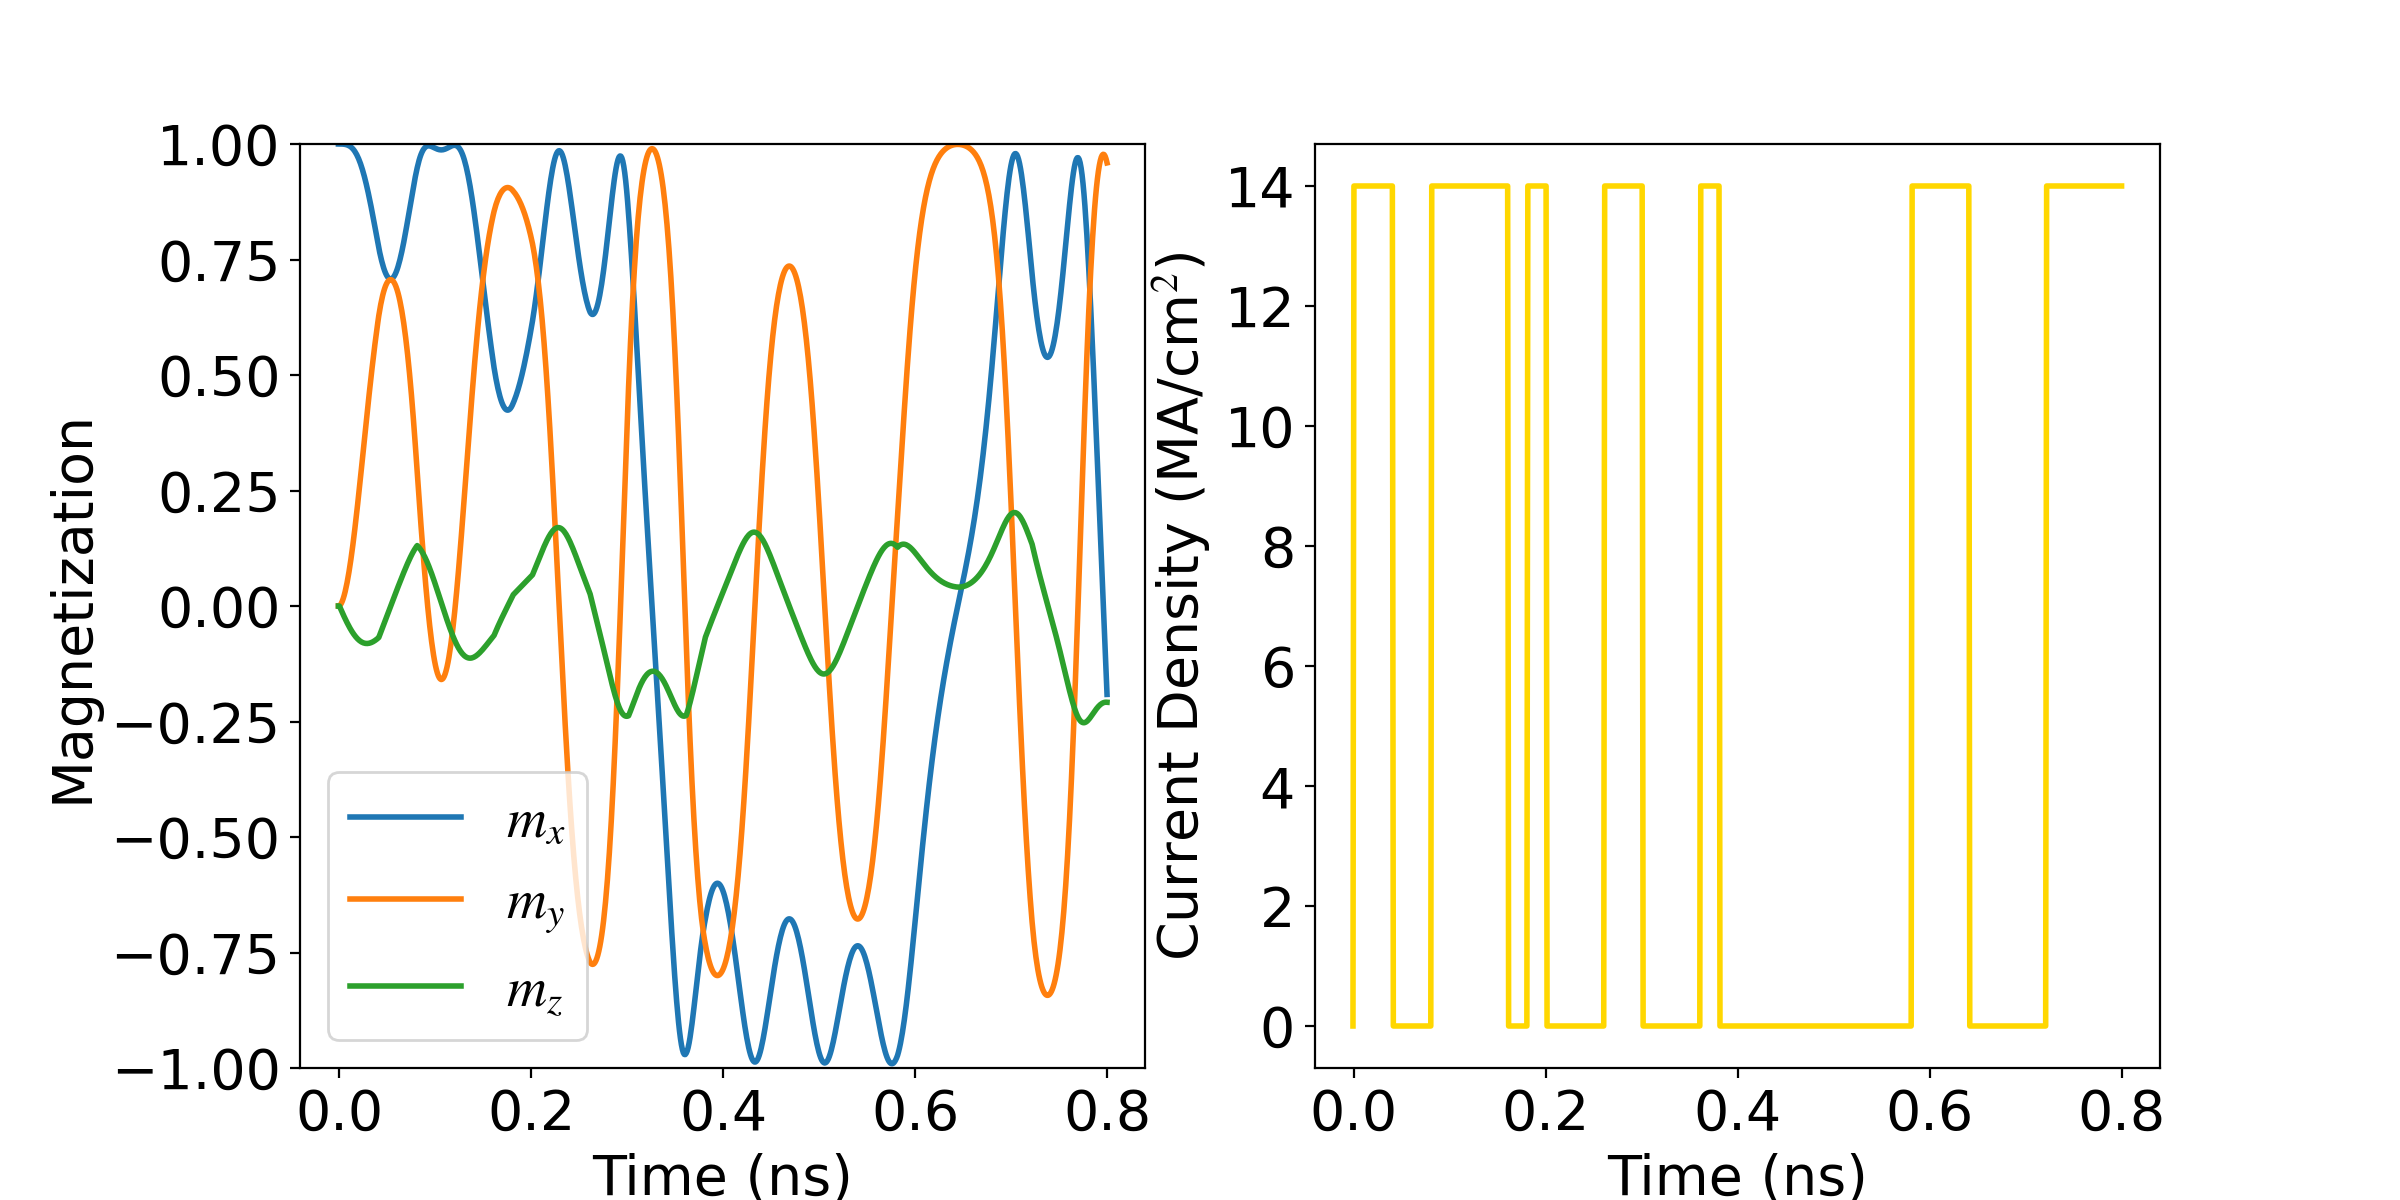 Magnetization
1.00
0.75
0.50
0.25
0.00
−0.25
−0.50
−0.75
−1.00
m_x
m_y
m_z
0.0 0.2 0.4 0.6 0.8
Time (ns)
Current Density (MA/cm²)
14
12
10
8
6
4
2
0
0.0 0.2 0.4 0.6 0.8
Time (ns)